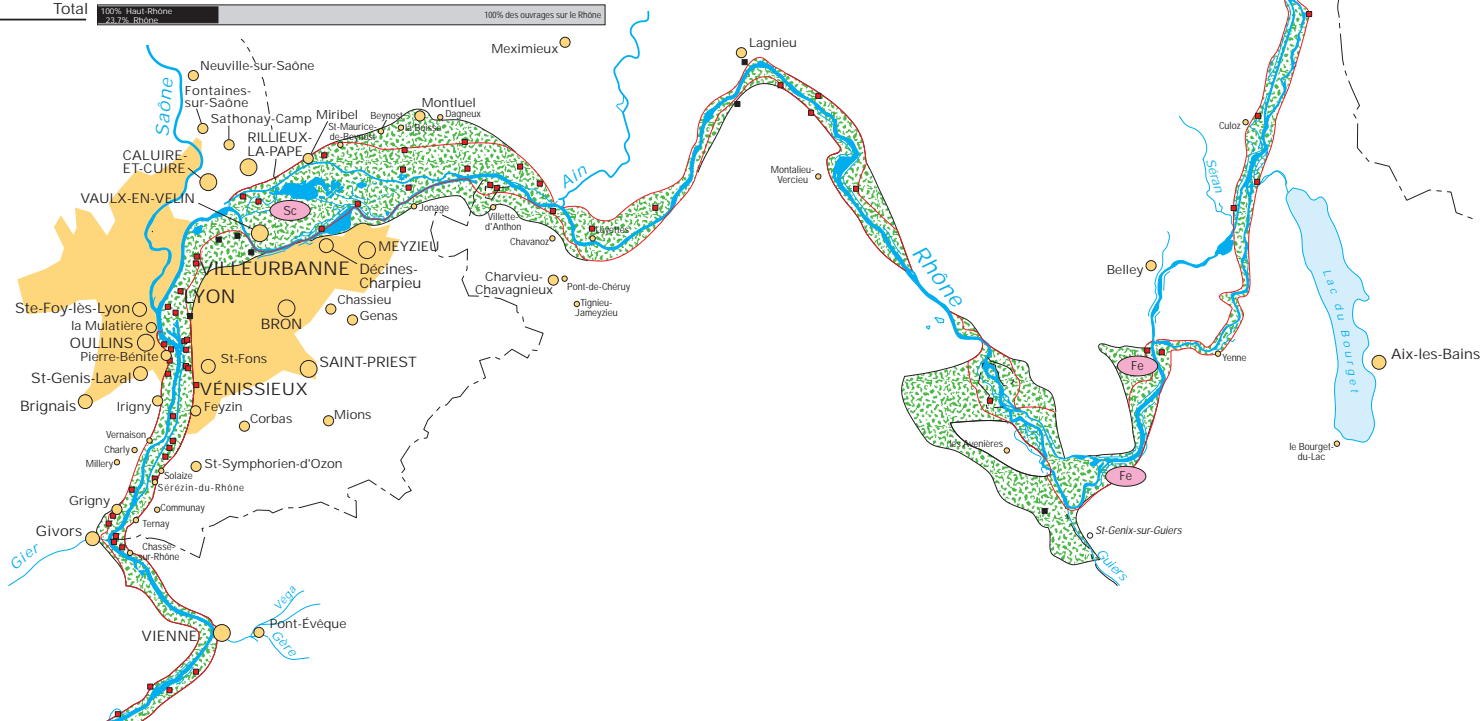 Total
100% Haut-Rhône
23.7% Rhône
100% des ouvrages sur le Rhône
Meximieux
Lagnieu
Saône
Neuville-sur-Saône
Fontaines-
sur-Saône
Sathonay-Camp
RILLIEUX-
LA-PAPE
Miribel
St-Maurice-
de-Beynost
Beynost
la Boisse
Montluel
Dagneux
CALUIRE-
ET-CUIRE
VAULX-EN-VELIN
Sc
Jonage
Villette-
d'Anthon
Ain
Chavanoz
Charvieu-
Chavagnieux
Pont-de-Chéruy
Tignieu-
Jameyzieu
Montalieu-
Vercieu
Culoz
Séran
Rhône
Belley
Lac du Bourget
Aix-les-Bains
Yenne
Fe
le Bourget-
du-Lac
les Avenières
Fe
St-Genix-sur-Guiers
Guiers
VILLEURBANNE
MEYZIEU
Décines-
Charpieu
LYON
Ste-Foy-lès-Lyon
la Mulatière
OULLINS
Pierre-Bénite
St-Genis-Laval
Brignais
Irigny
BRON
Chassieu
Genas
St-Fons
SAINT-PRIEST
VÉNISSIEUX
Feyzin
Corbas
Mions
Vernaison
Charly
Millery
St-Symphorien-d'Ozon
Solaize
Sérézin-du-Rhône
Grigny
Communay
Ternay
Givors
Gier
Chasse-
sur-Rhône
VIENNE
Véga
Pont-Évêque
Gère